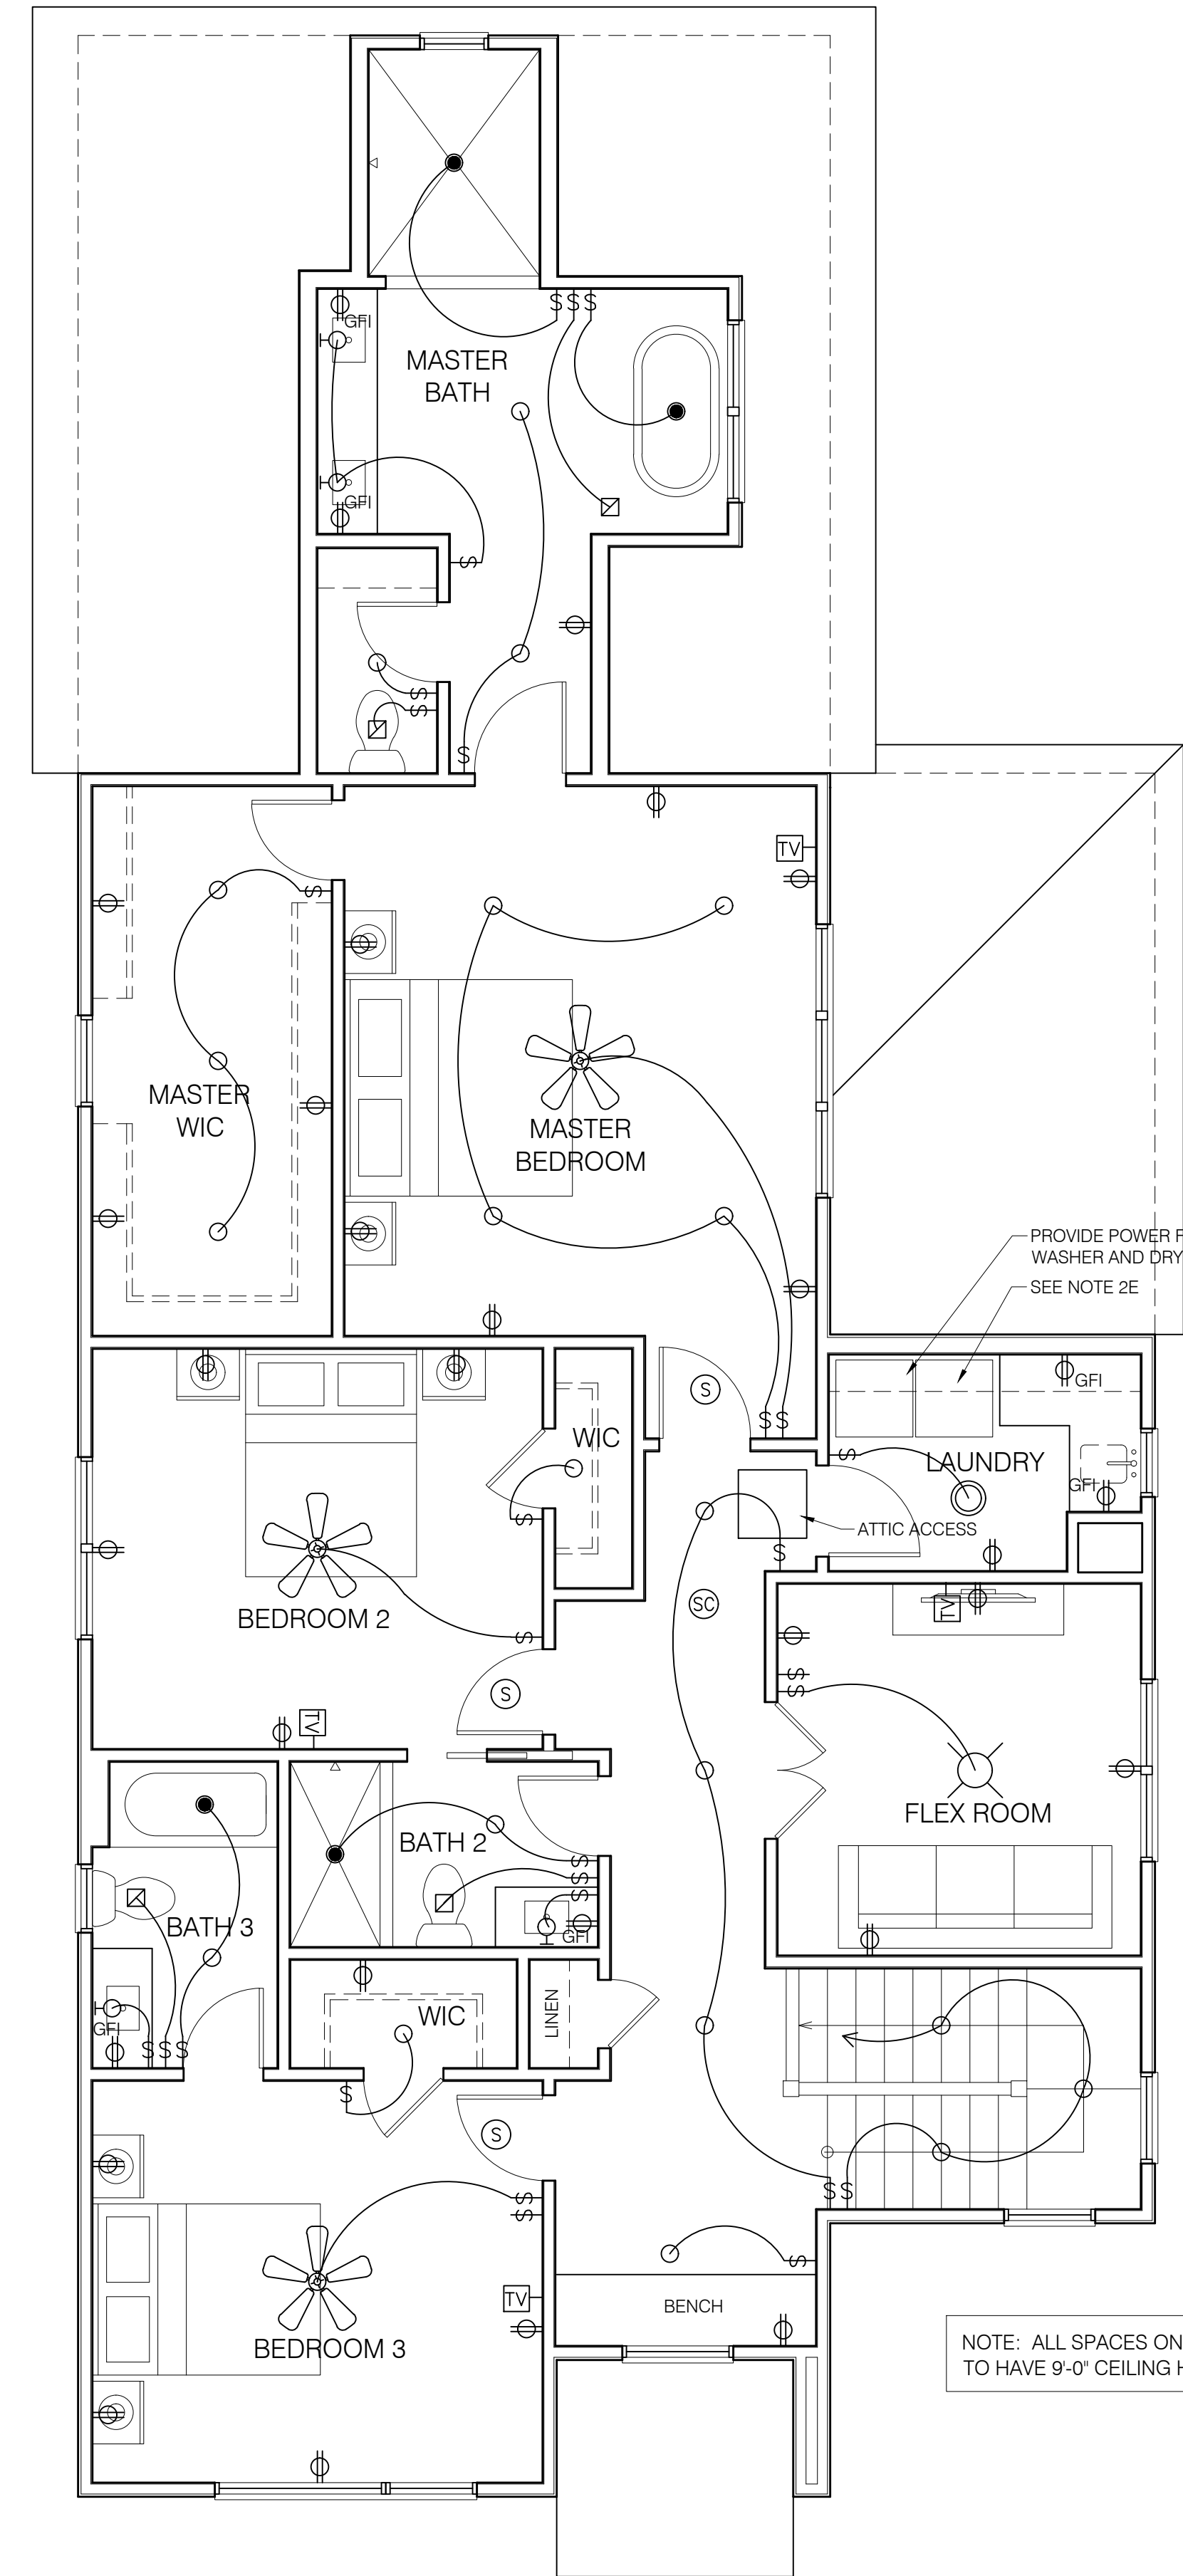 GFI
MASTER
BATH
GFI
S S S
S
S
S
S
TV
S
MASTER
WIC
MASTER
BEDROOM
PROVIDE POWER F
WASHER AND DRY
SEE NOTE 2E
GFI
S
S S
WIC
S
LAUNDRY
GFI
S
ATTIC ACCESS
S
SC
BEDROOM 2
S
TV
S
S
S
TV
FLEX ROOM
S
BATH 2
S
S
S
GFI
BATH 3
GFI
S S S
WIC
LINEN
S
S
S
S
S S
TV
S
BENCH
BEDROOM 3
NOTE: ALL SPACES ON
TO HAVE 9'-0" CEILING H